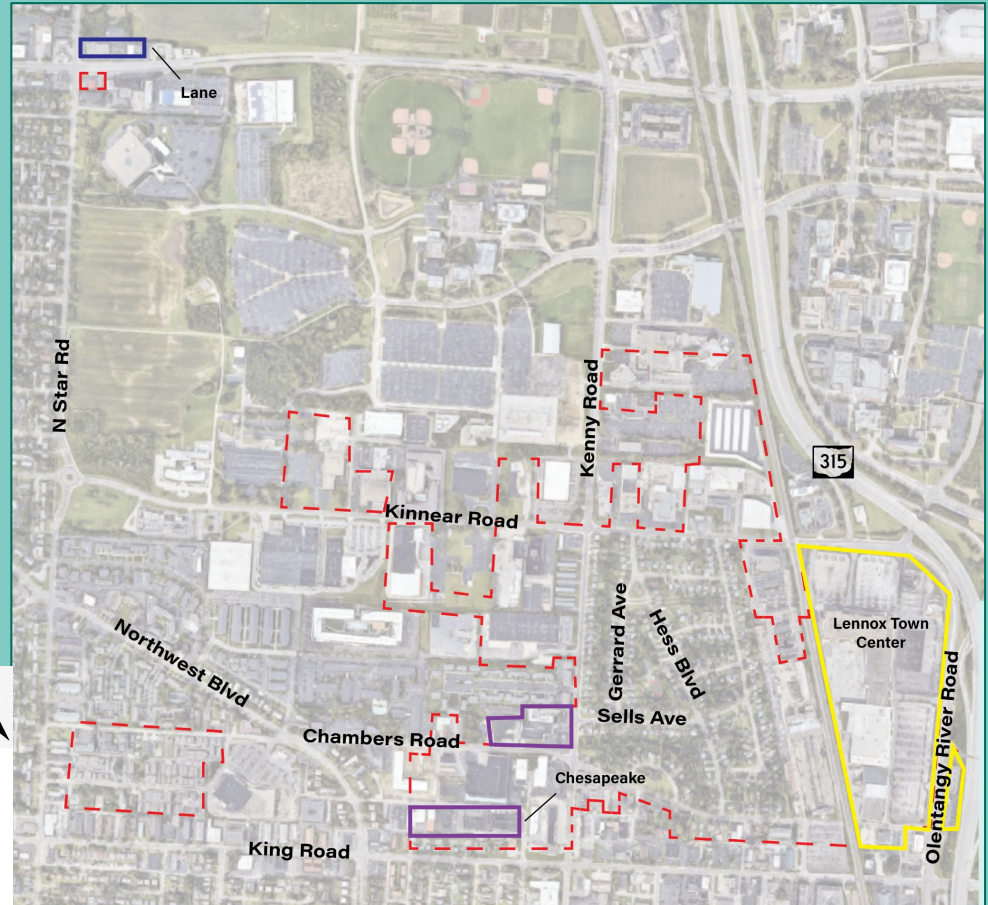 Lane
N Star Rd
Kenny Road
315
Kinnear Road
Lennox Town
Center
Gerrard Ave
Hess Blvd
Northwest Blvd
Sells Ave
Chambers Road
Olentangy River Road
Chesapeake
King Road